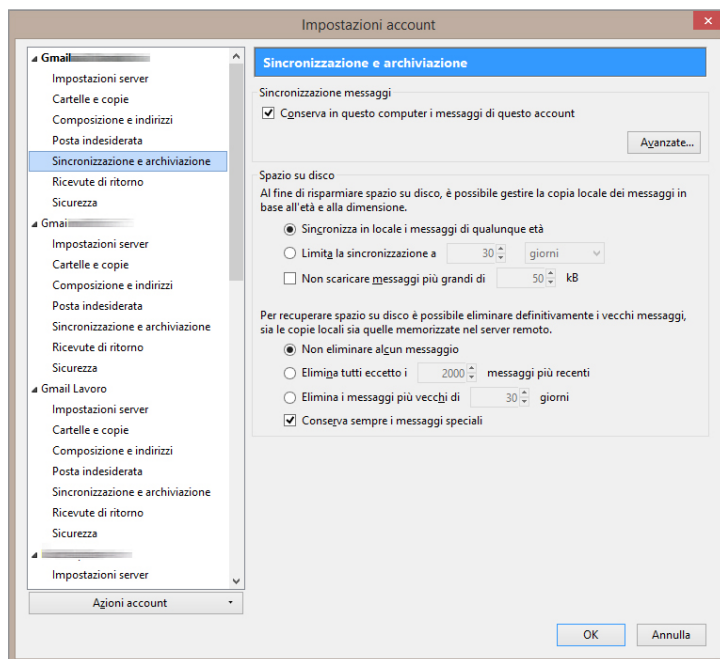 Impostazioni account
Gmail
Impostazioni server
Cartelle e copie
Composizione e indirizzi
Posta indesiderata
Sincronizzazione e archiviazione
Ricevute di ritorno
Sicurezza
Gmai
Impostazioni server
Cartelle e copie
Composizione e indirizzi
Posta indesiderata
Sincronizzazione e archiviazione
Ricevute di ritorno
Sicurezza
Gmail Lavoro
Impostazioni server
Cartelle e copie
Composizione e indirizzi
Posta indesiderata
Sincronizzazione e archiviazione
Ricevute di ritorno
Sicurezza
Impostazioni server
Azioni account
Sincronizzazione e archiviazione
Sincronizzazione messaggi
Conserva in questo computer i messaggi di questo account
Avanzate...
Spazio su disco
Al fine di risparmiare spazio su disco, è possibile gestire la copia locale dei messaggi in
base all'età e alla dimensione.
Sincronizza in locale i messaggi di qualunque età
Limita la sincronizzazione a 30 giorni
Non scaricare messaggi più grandi di 50 kB
Per recuperare spazio su disco è possibile eliminare definitivamente i vecchi messaggi,
sia le copie locali sia quelle memorizzate nel server remoto.
Non eliminare alcun messaggio
Elimina tutti eccetto i 2000 messaggi più recenti
Elimina i messaggi più vecchi di 30 giorni
Conserva sempre i messaggi speciali
OK Annulla